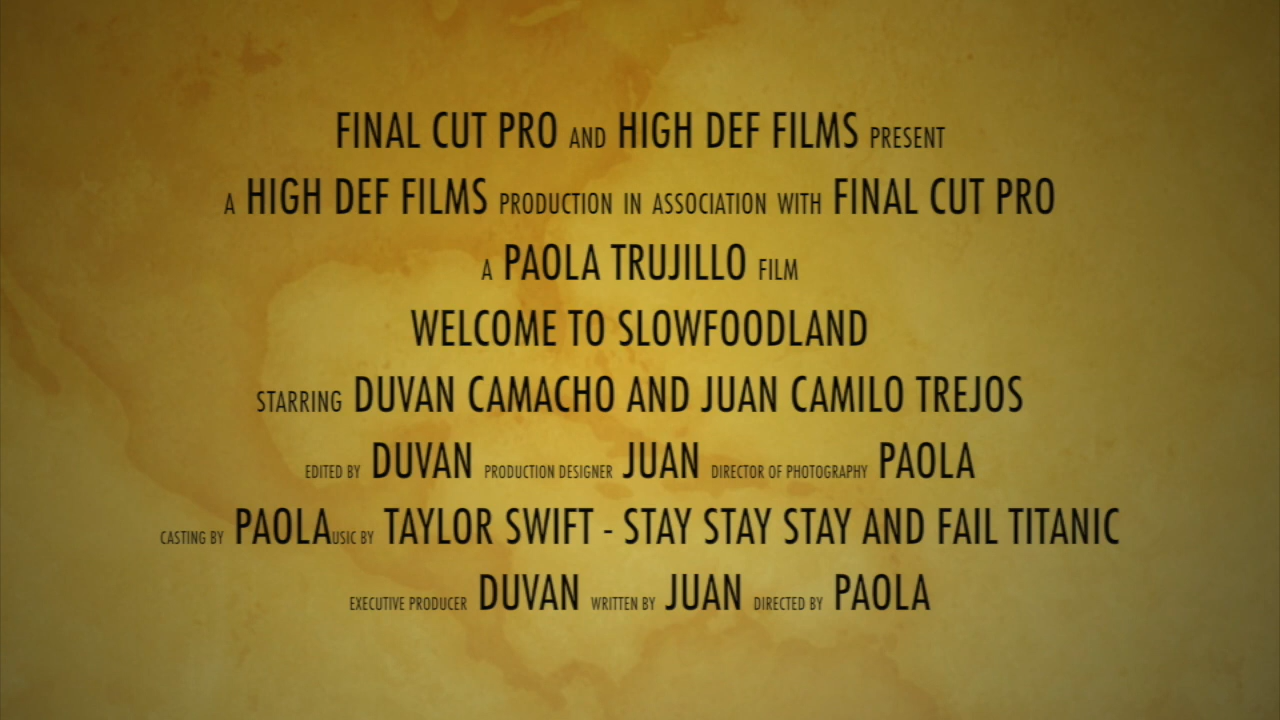 FINAL CUT PRO AND HIGH DEF FILMS PRESENT
A HIGH DEF FILMS PRODUCTION IN ASSOCIATION WITH FINAL CUT PRO
A PAOLA TRUJILLO FILM
WELCOME TO SLOWFOODLAND
STARRING DUVAN CAMACHO AND JUAN CAMILO TREJOS
EDITED BY DUVAN PRODUCTION DESIGNER JUAN DIRECTOR OF PHOTOGRAPHY PAOLA
CASTING BY PAOLAUSIC BY TAYLOR SWIFT - STAY STAY STAY AND FAIL TITANIC
EXECUTIVE PRODUCER DUVAN WRITTEN BY JUAN DIRECTED BY PAOLA